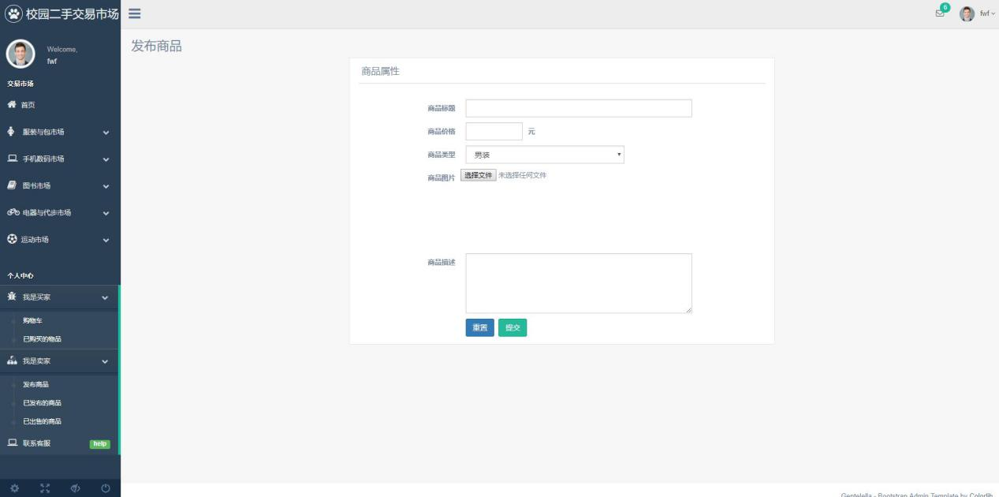 校园二手交易市场
6
fwf
Welcome,
fwf
交易市场
首页
服装与包市场
手机数码市场
图书市场
电器与代步市场
运动市场
个人中心
我是买家
购物车
已购买的物品
我是卖家
发布商品
已发布的商品
已出售的商品
联系客服 help
发布商品
商品属性
商品标题
商品价格 元
商品类型 男装
商品图片 选择文件 未选择任何文件
商品描述
重置 提交
Gentelella - Bootstrap Admin Template by Colorlib